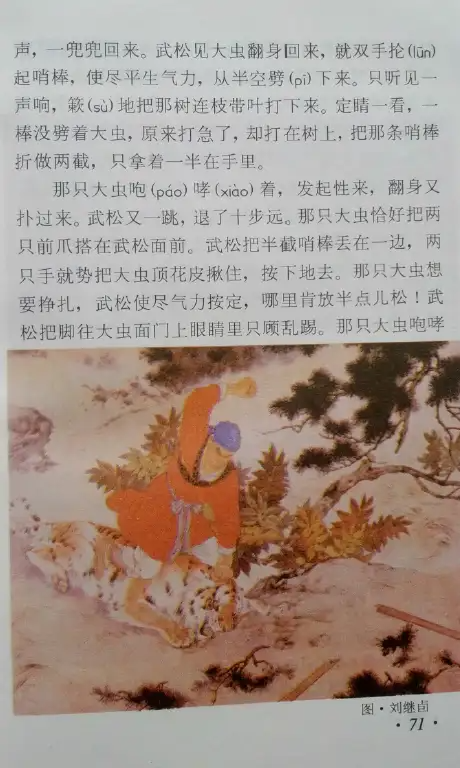 声，一兜兜回来。武松见大虫翻身回来，就双手抡(lūn)
起哨棒，使尽平生气力，从半空劈(pī)下来。只听见一
声响，簌(sù)地把那树连枝带叶打下来。定睛一看，一
棒没劈着大虫，原来打急了，却打在树上，把那条哨棒
折做两截，只拿着一半在手里。
那只大虫咆(páo)哮(xiào)着，发起性来，翻身又
扑过来。武松又一跳，退了十步远。那只大虫恰好把两
只前爪搭在武松面前。武松把半截哨棒丢在一边，两
只手就势把大虫顶花皮揪住，按下地去。那只大虫想
要挣扎，武松使尽气力按定，哪里肯放半点儿松！武
松把脚往大虫面门上眼睛里只顾乱踢。那只大虫咆哮
图·刘继卣
·71·